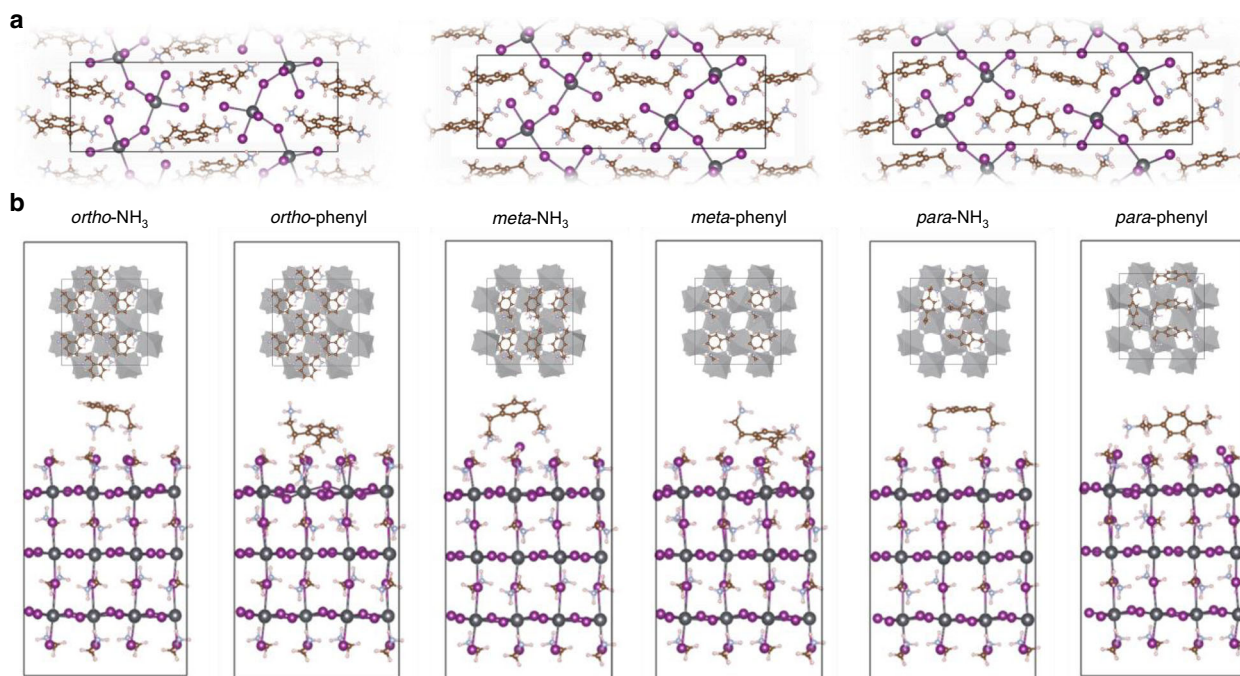 a
b
ortho-NH₃
ortho-phenyl
meta-NH₃
meta-phenyl
para-NH₃
para-phenyl